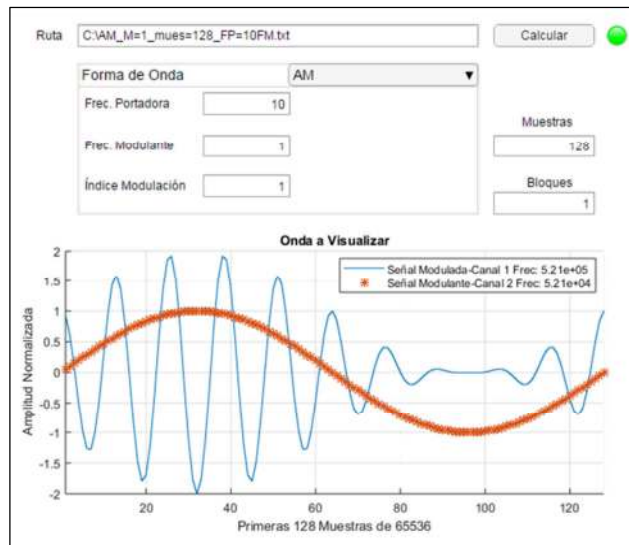 Ruta C:\AM_M=1_mues=128_FP=10FM.txt Calcular
Forma de Onda AM
Frec. Portadora 10
Muestras
Frec. Modulante 1 128
Índice Modulación 1 Bloques
1
Onda a Visualizar
Señal Modulada-Canal 1 Frec: 5.21e+05
Señal Modulante-Canal 2 Frec: 5.21e+04
Amplitud Normalizada
2
1.5
1
0.5
0
-0.5
-1
-1.5
-2
20 40 60 80 100 120
Primeras 128 Muestras de 65536